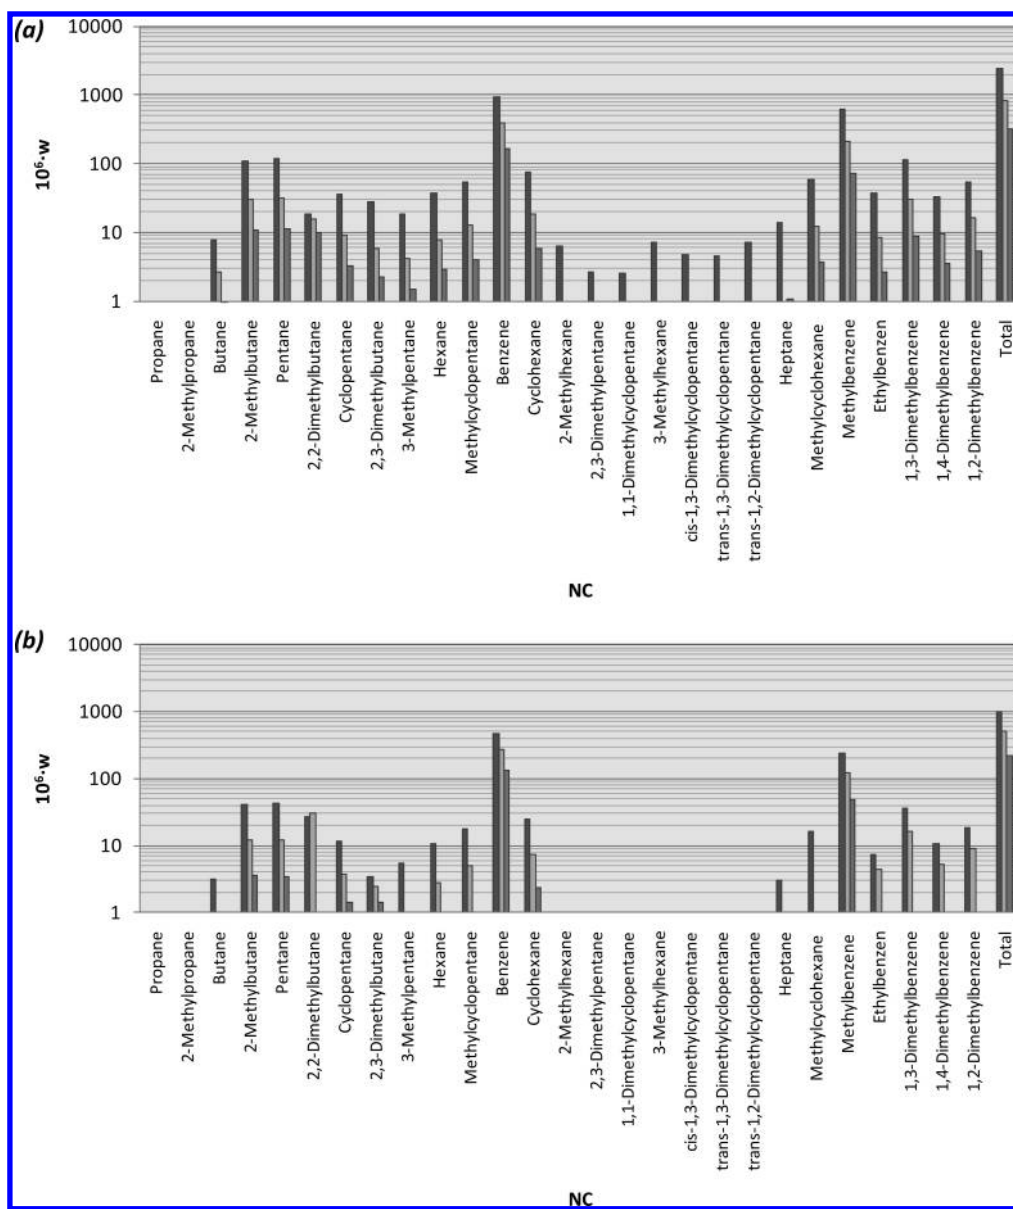 (a)
10000
1000
100
10
1
10⁶·w
Propane
2-Methylpropane
Butane
2-Methylbutane
Pentane
2,2-Dimethylbutane
Cyclopentane
2,3-Dimethylbutane
3-Methylpentane
Hexane
Methylcyclopentane
Benzene
Cyclohexane
2-Methylhexane
2,3-Dimethylpentane
1,1-Dimethylcyclopentane
3-Methylhexane
cis-1,3-Dimethylcyclopentane
trans-1,3-Dimethylcyclopentane
trans-1,2-Dimethylcyclopentane
Heptane
Methylcyclohexane
Methylbenzene
Ethylbenzen
1,3-Dimethylbenzene
1,4-Dimethylbenzene
1,2-Dimethylbenzene
Total
NC
(b)
10000
1000
100
10
1
10⁶·w
Propane
2-Methylpropane
Butane
2-Methylbutane
Pentane
2,2-Dimethylbutane
Cyclopentane
2,3-Dimethylbutane
3-Methylpentane
Hexane
Methylcyclopentane
Benzene
Cyclohexane
2-Methylhexane
2,3-Dimethylpentane
1,1-Dimethylcyclopentane
3-Methylhexane
cis-1,3-Dimethylcyclopentane
trans-1,3-Dimethylcyclopentane
trans-1,2-Dimethylcyclopentane
Heptane
Methylcyclohexane
Methylbenzene
Ethylbenzen
1,3-Dimethylbenzene
1,4-Dimethylbenzene
1,2-Dimethylbenzene
Total
NC